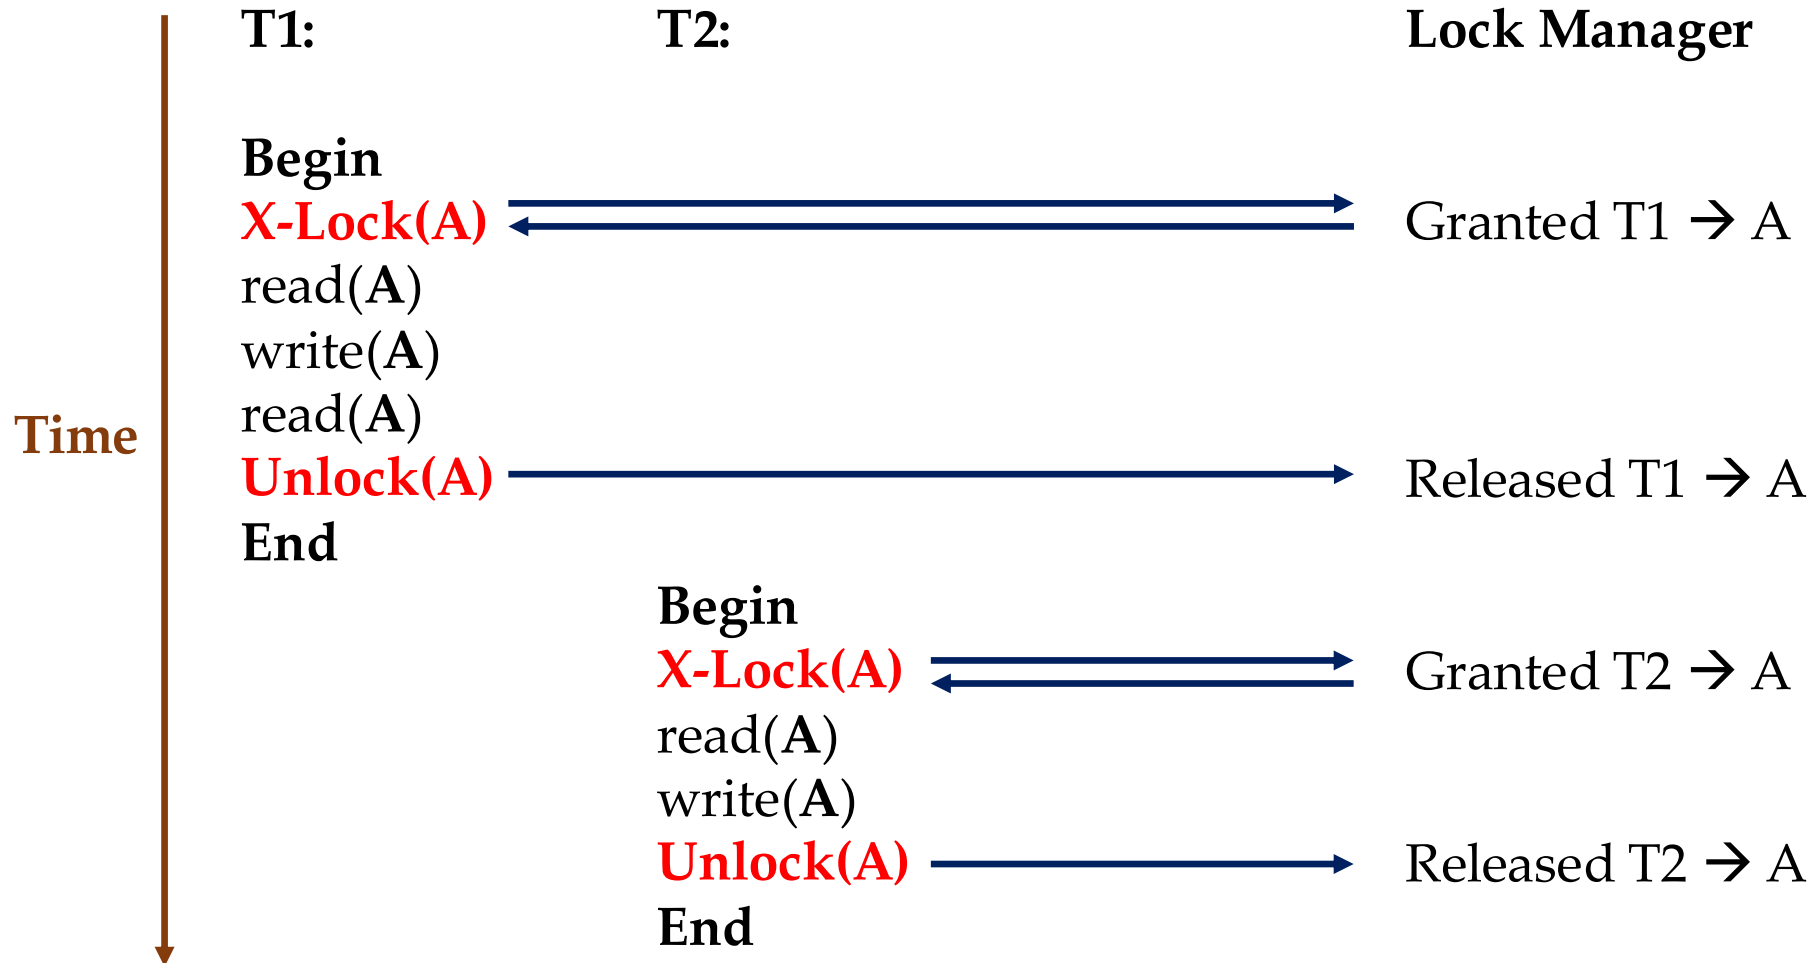 T1: T2: Lock Manager
Begin
X-Lock(A) Granted T1 → A
read(A)
write(A)
read(A)
Time
Unlock(A) Released T1 → A
End
Begin
X-Lock(A) Granted T2 → A
read(A)
write(A)
Unlock(A) Released T2 → A
End